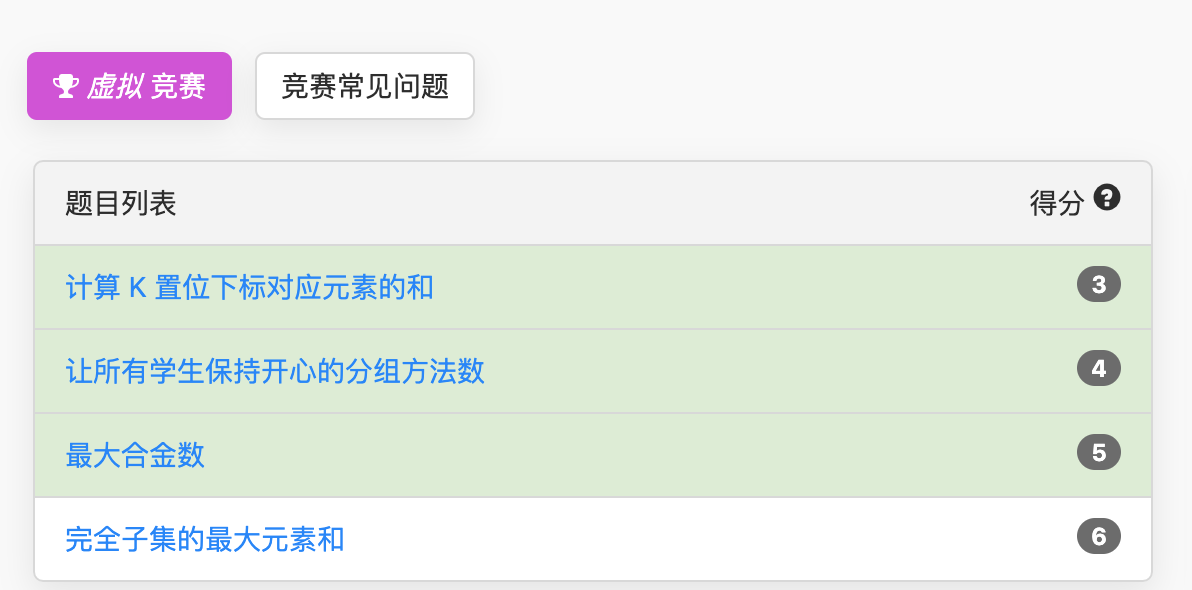 虚拟 竞赛 竞赛常见问题
题目列表 得分 ?
计算 K 置位下标对应元素的和 3
让所有学生保持开心的分组方法数 4
最大合金数 5
完全子集的最大元素和 6